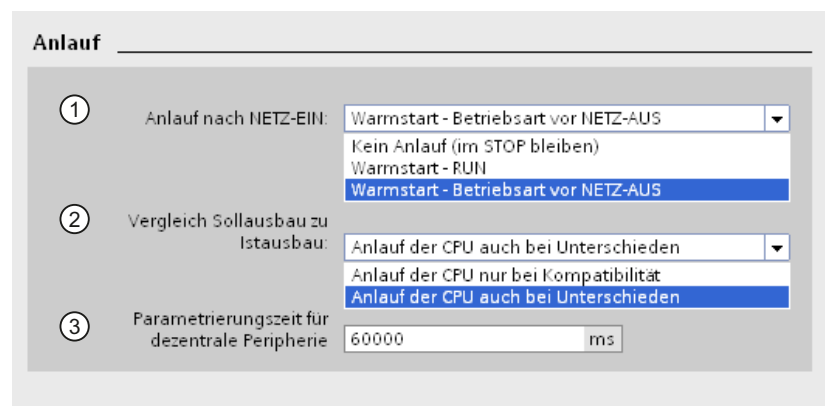 Anlauf
① Anlauf nach NETZ-EIN: Warmstart - Betriebsart vor NETZ-AUS
Kein Anlauf (im STOP bleiben)
Warmstart - RUN
Warmstart - Betriebsart vor NETZ-AUS
② Vergleich Sollausbau zu
Istausbau: Anlauf der CPU auch bei Unterschieden
Anlauf der CPU nur bei Kompatibilität
Anlauf der CPU auch bei Unterschieden
③ Parametrierungszeit für
dezentrale Peripherie 60000 ms